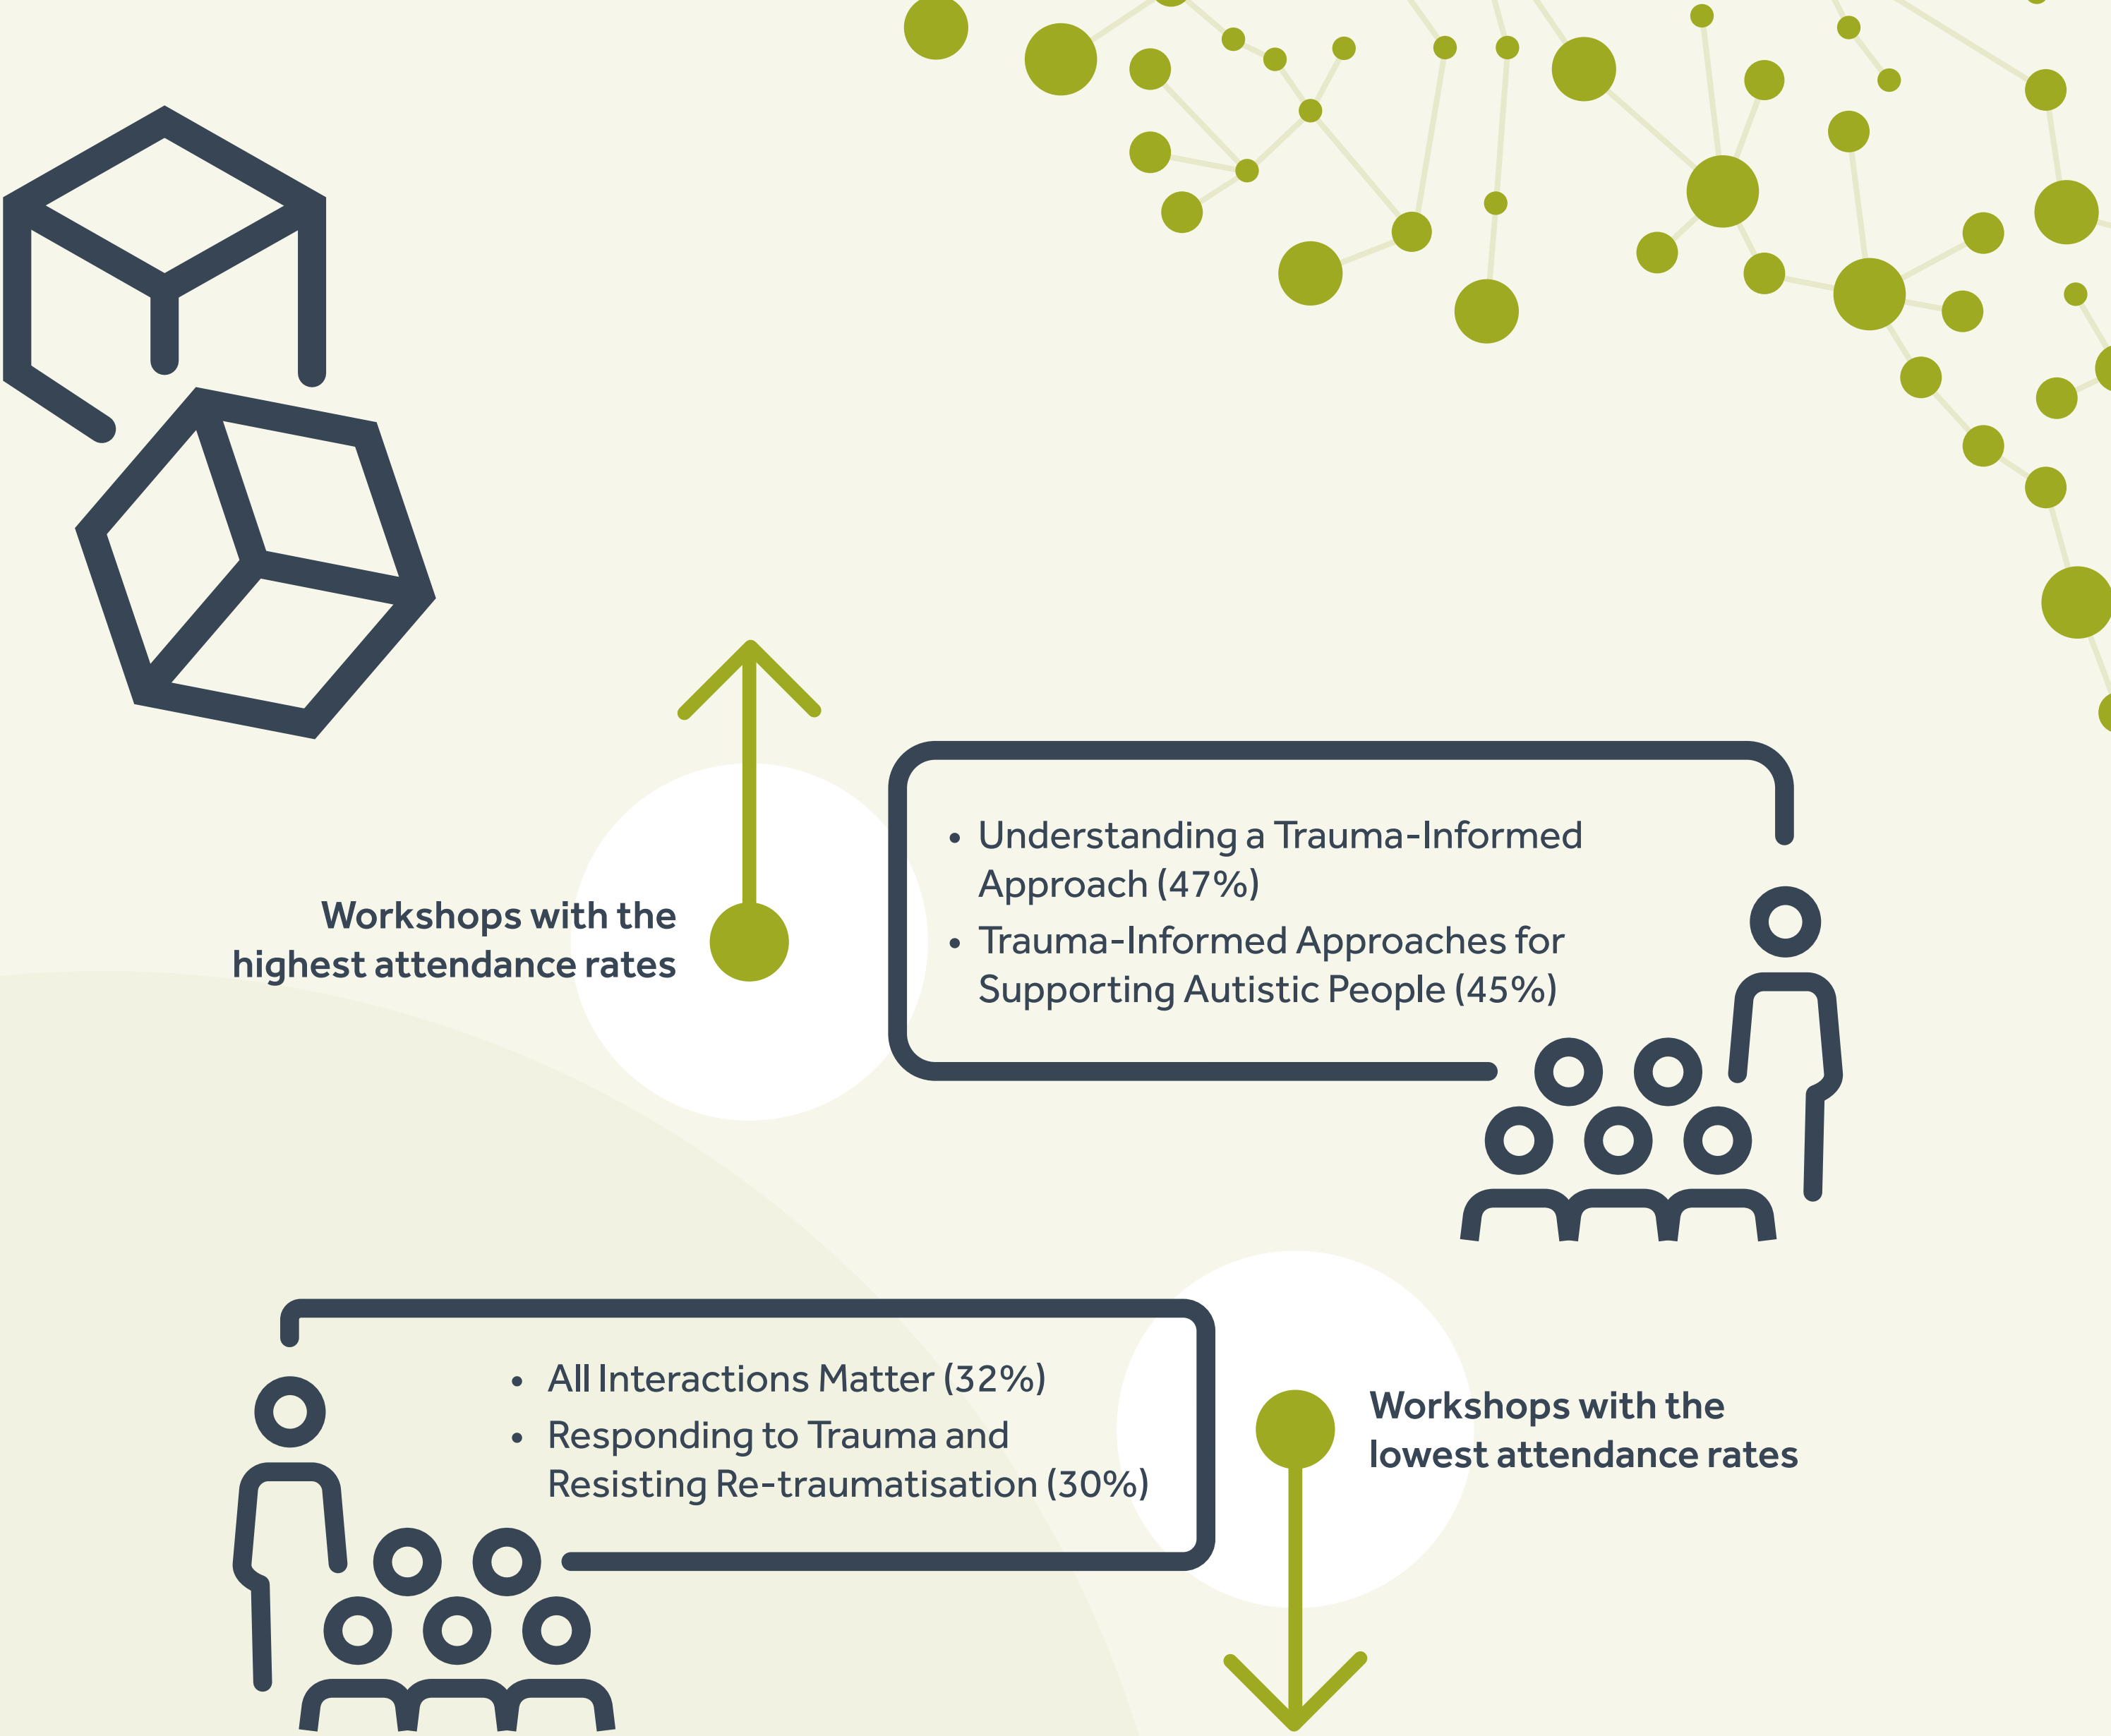 Workshops with the
highest attendance rates
• Understanding a Trauma-Informed
Approach (47%)
• Trauma-Informed Approaches for
Supporting Autistic People (45%)
• All Interactions Matter (32%)
• Responding to Trauma and
Resisting Re-traumatisation (30%)
Workshops with the
lowest attendance rates